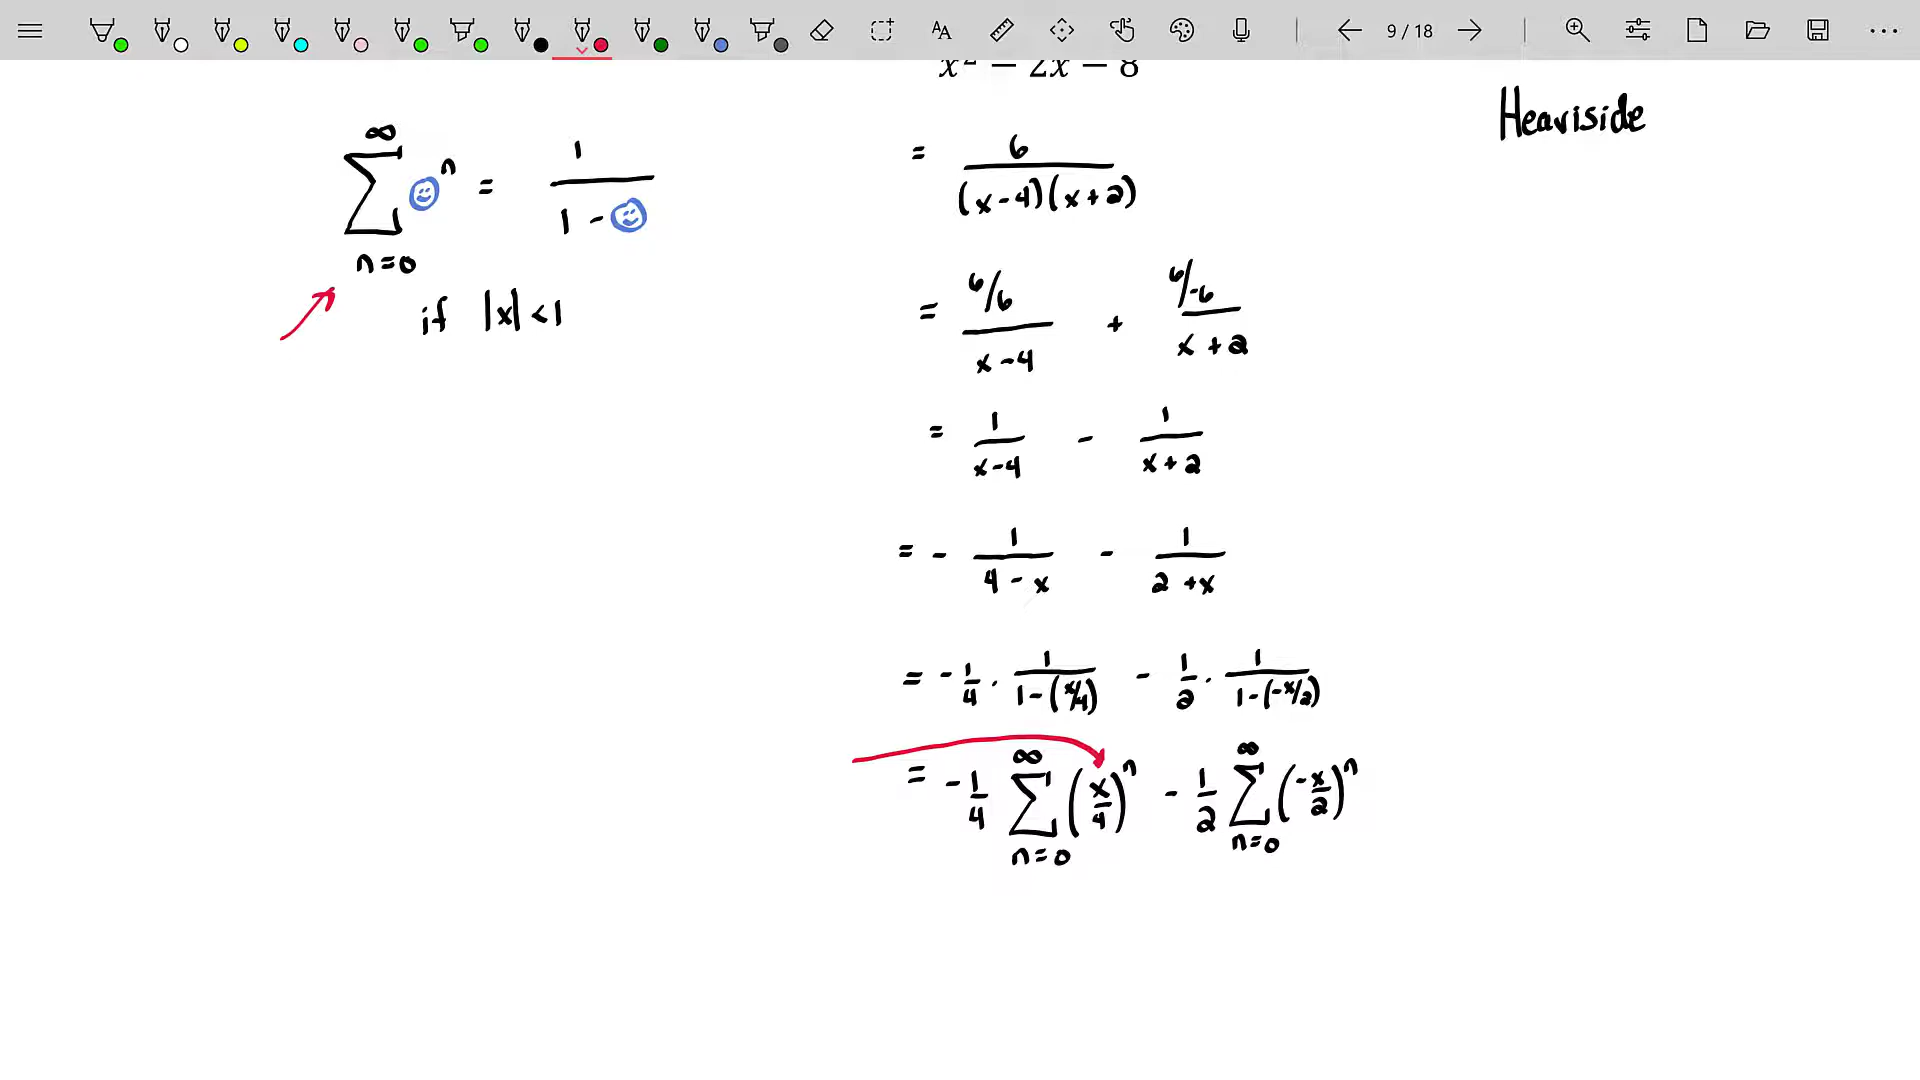 9 / 18
x² − 2x − 8
Heaviside
∞
∑ ☺ⁿ = 1/(1 − ☺)
n=0
if |x| < 1
= 6/((x−4)(x+2))
= (6/6)/(x−4) + (6/−6)/(x+2)
= 1/(x−4) − 1/(x+2)
= − 1/(4−x) − 1/(2+x)
= −1/4 · 1/(1−(x/4)) − 1/2 · 1/(1−(−x/2))
= −1/4 ∑_{n=0}^{∞} (x/4)ⁿ − 1/2 ∑_{n=0}^{∞} (−x/2)ⁿ